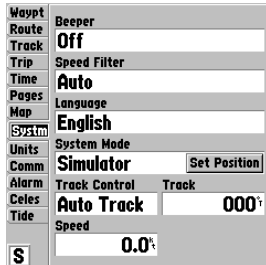 Waypt
Route
Track
Trip
Time
Pages
Map
Systm
Units
Comm
Alarm
Celes
Tide
S
Beeper
Off
Speed Filter
Auto
Language
English
System Mode
Simulator Set Position
Track Control Track
Auto Track 000°T
Speed
0.0kt